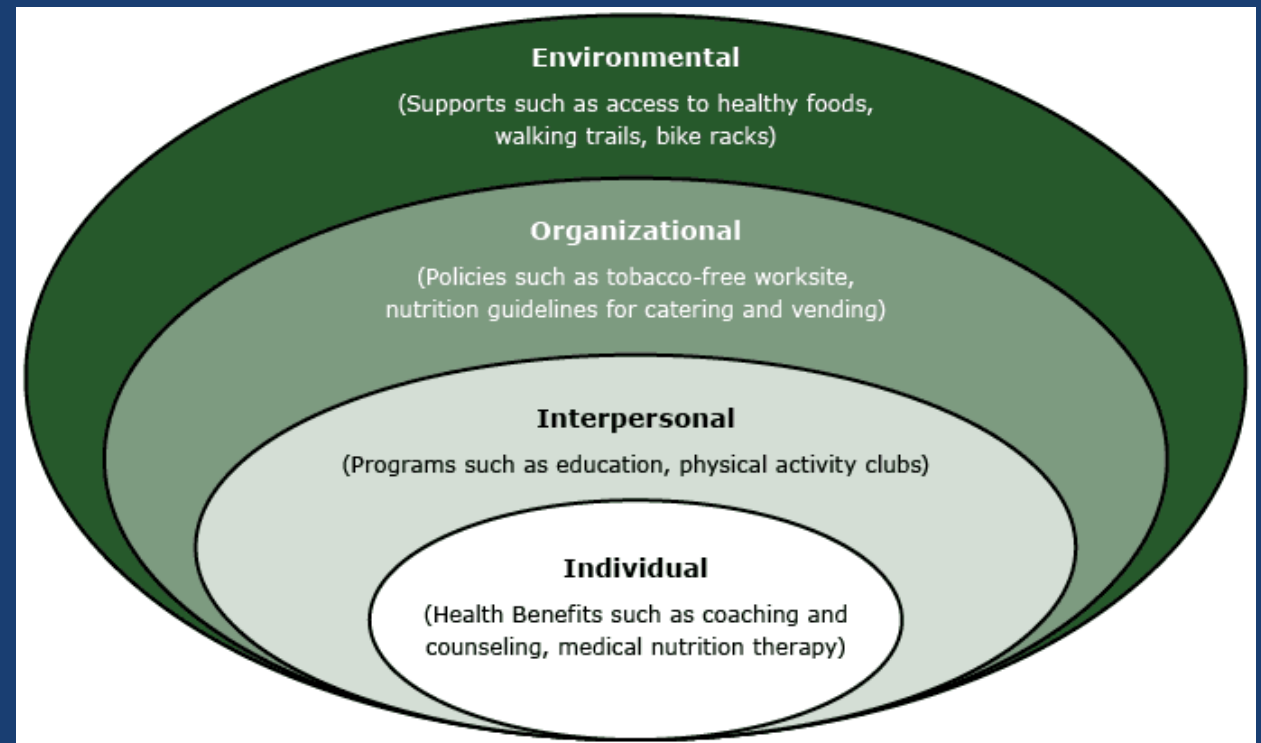 Environmental
(Supports such as access to healthy foods,
walking trails, bike racks)
Organizational
(Policies such as tobacco-free worksite,
nutrition guidelines for catering and vending)
Interpersonal
(Programs such as education, physical activity clubs)
Individual
(Health Benefits such as coaching and
counseling, medical nutrition therapy)